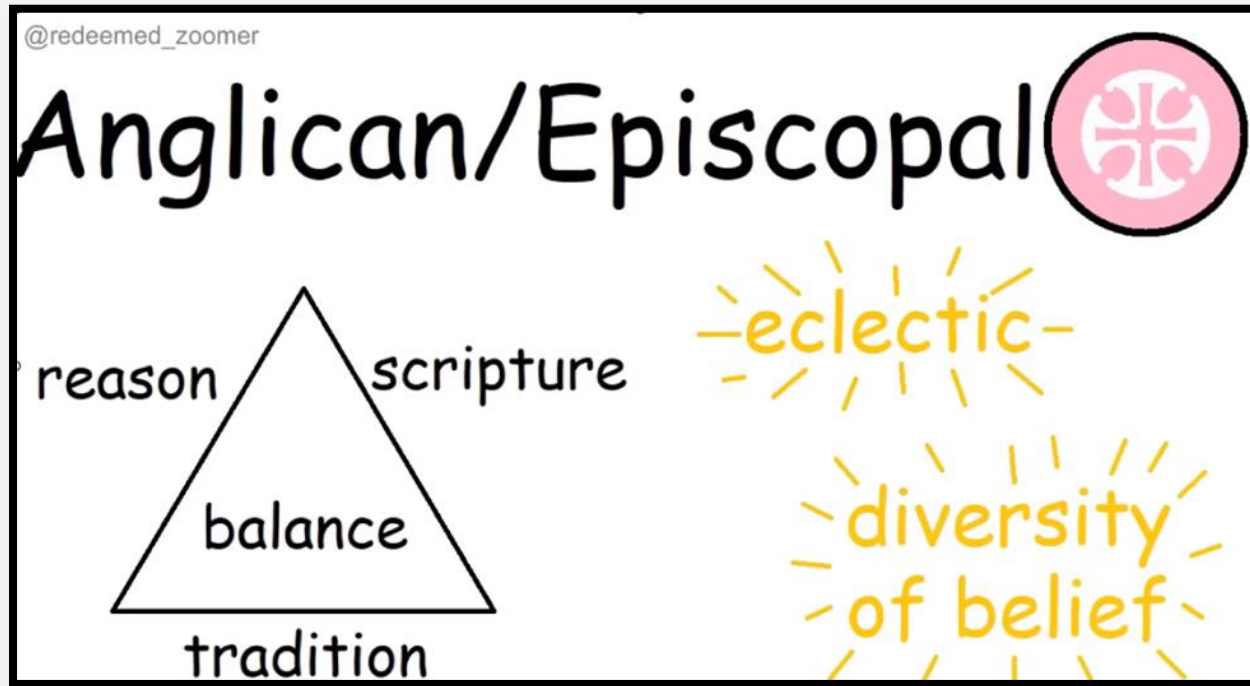 @redeemed_zoomer
Anglican/Episcopal
reason
scripture
balance
tradition
eclectic
diversity
of belief